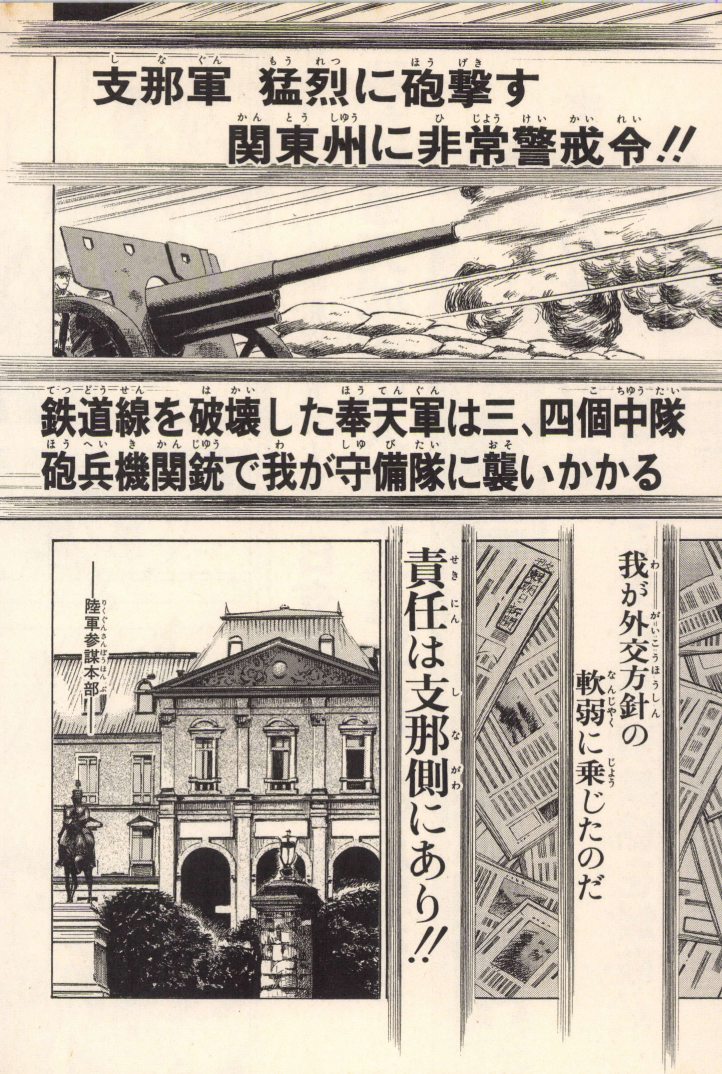 支那軍 猛烈に砲撃す
関東州に非常警戒令!!
鉄道線を破壊した奉天軍は三、四個中隊
砲兵機関銃で我が守備隊に襲いかかる
我が外交方針の
軟弱に乗じたのだ
責任は支那側にあり!!
陸軍参謀本部